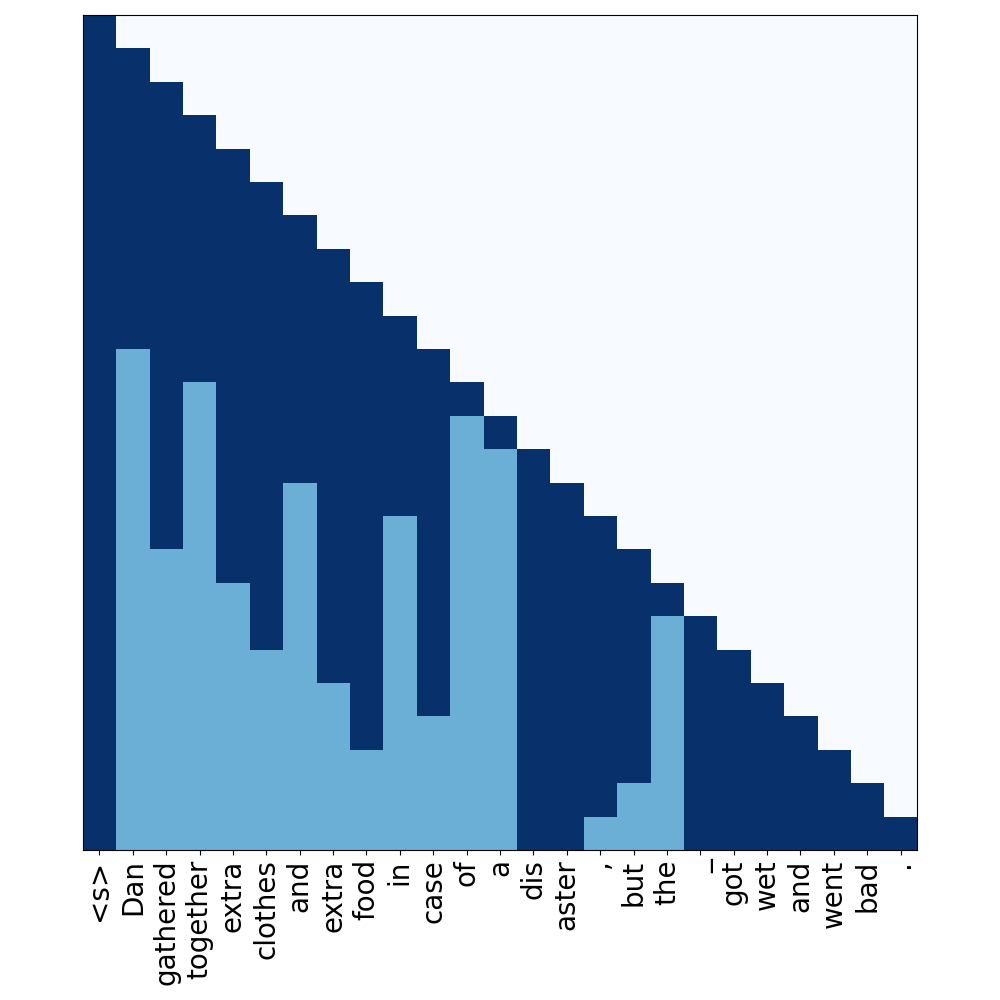 <s> Dan gathered together extra clothes and extra food in case of a dis aster , but the _ got wet and went bad .